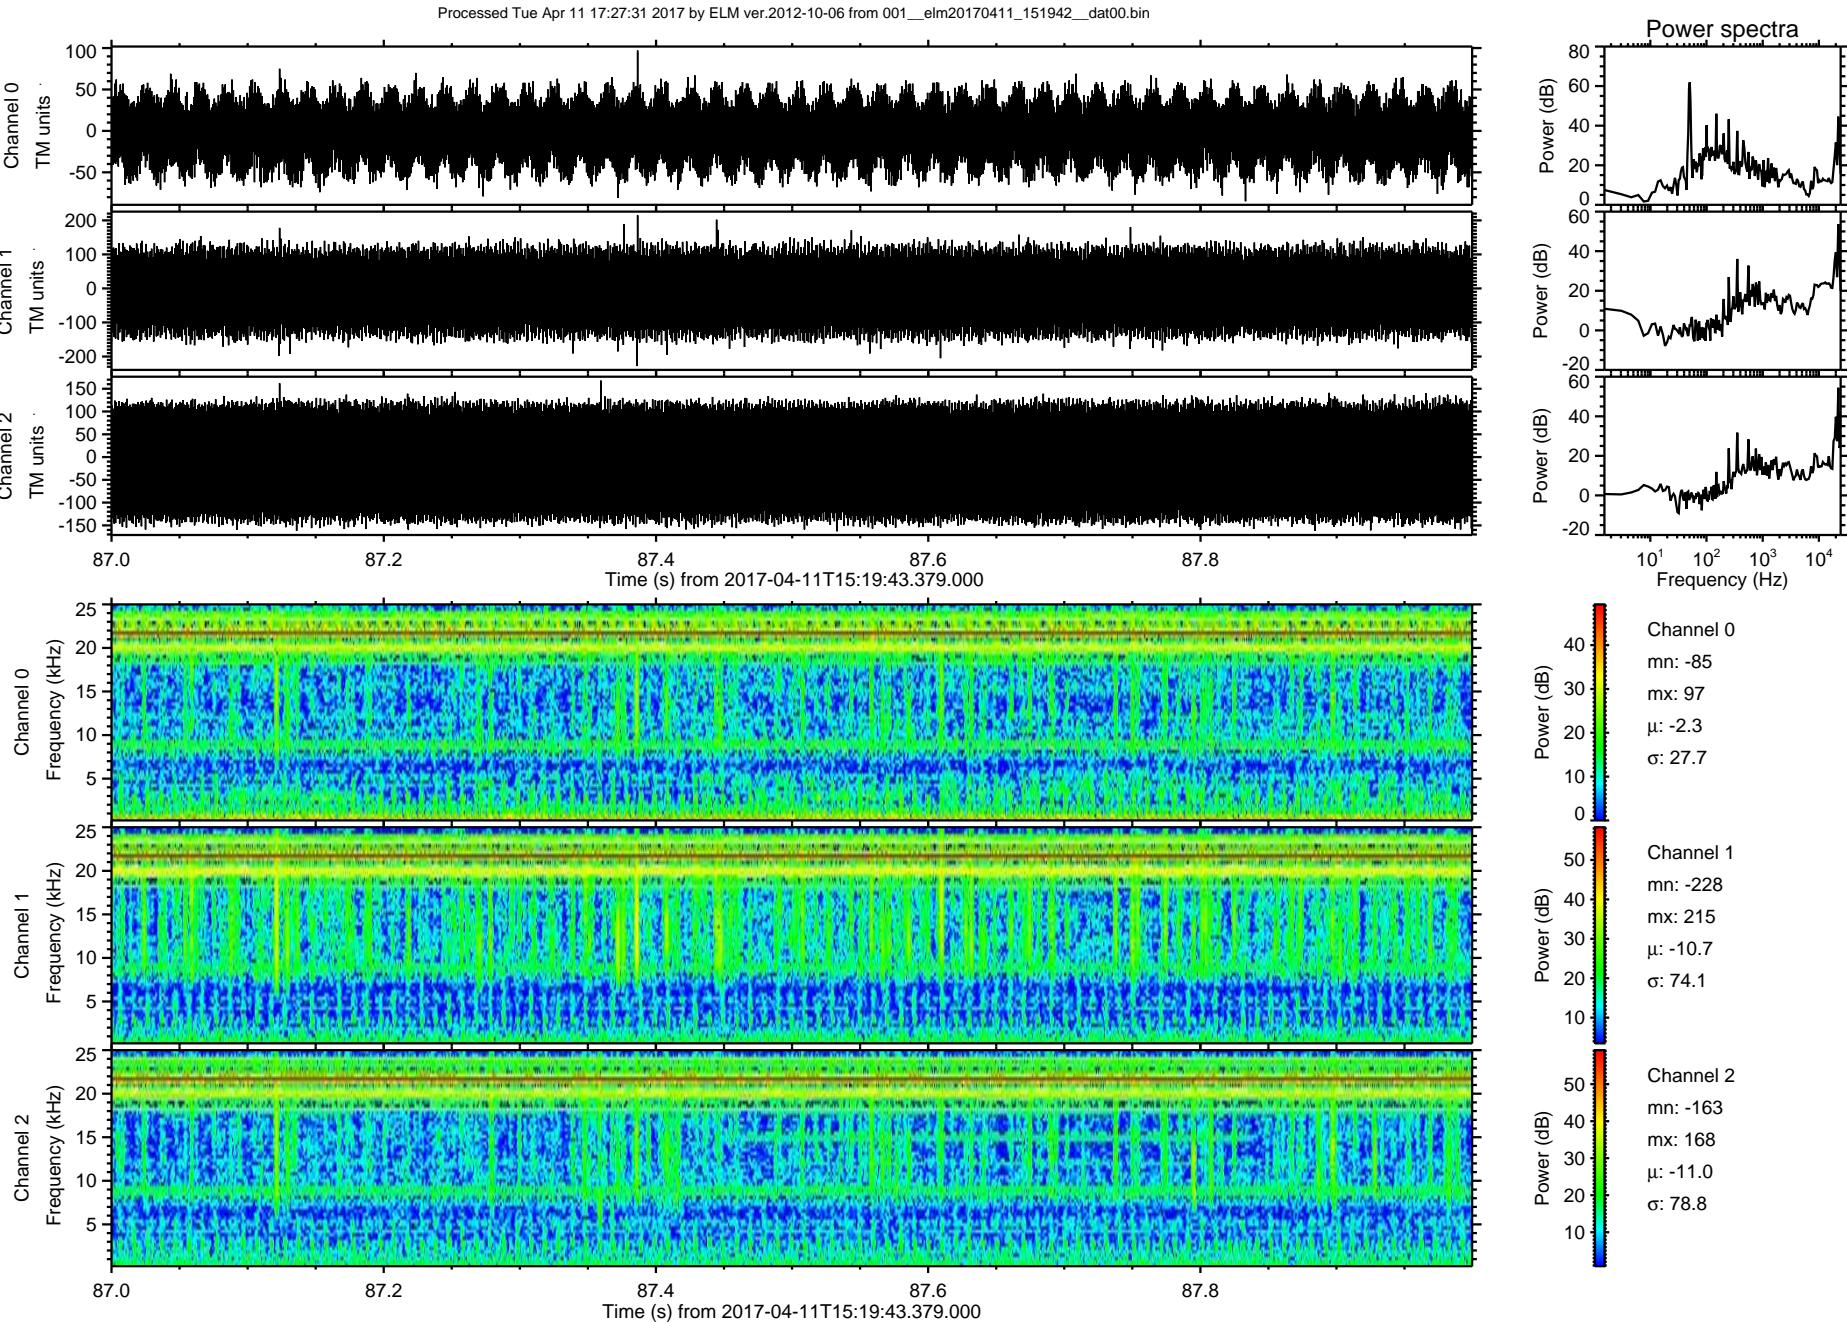 Processed Tue Apr 11 17:27:31 2017 by ELM ver.2012-10-06 from 001__elm20170411_151942__dat00.bin
Power spectra
Channel 0
TM units
100
50
0
-50
Power (dB)
80
60
40
20
0
Channel 1
TM units
200
100
0
-100
-200
Power (dB)
60
40
20
0
-20
Channel 2
TM units
150
100
50
0
-50
-100
-150
Power (dB)
60
40
20
0
-20
87.0 87.2 87.4 87.6 87.8
Time (s) from 2017-04-11T15:19:43.379.000
10¹ 10² 10³ 10⁴
Frequency (Hz)
Channel 0
Frequency (kHz)
25
20
15
10
5
Power (dB)
40
30
20
10
0
Channel 0
mn: -85
mx: 97
μ: -2.3
σ: 27.7
Channel 1
Frequency (kHz)
25
20
15
10
5
Power (dB)
50
40
30
20
10
Channel 1
mn: -228
mx: 215
μ: -10.7
σ: 74.1
Channel 2
Frequency (kHz)
25
20
15
10
5
Power (dB)
50
40
30
20
10
Channel 2
mn: -163
mx: 168
μ: -11.0
σ: 78.8
87.0 87.2 87.4 87.6 87.8
Time (s) from 2017-04-11T15:19:43.379.000